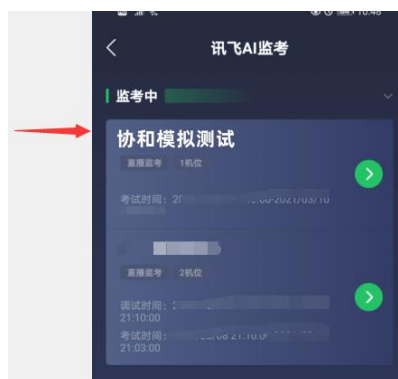 10:48
讯飞AI监考
监考中
协和模拟测试
直播监考 1机位
考试时间：
直播监考 2机位
调试时间：
21:10:00
考试时间：
21:03:00